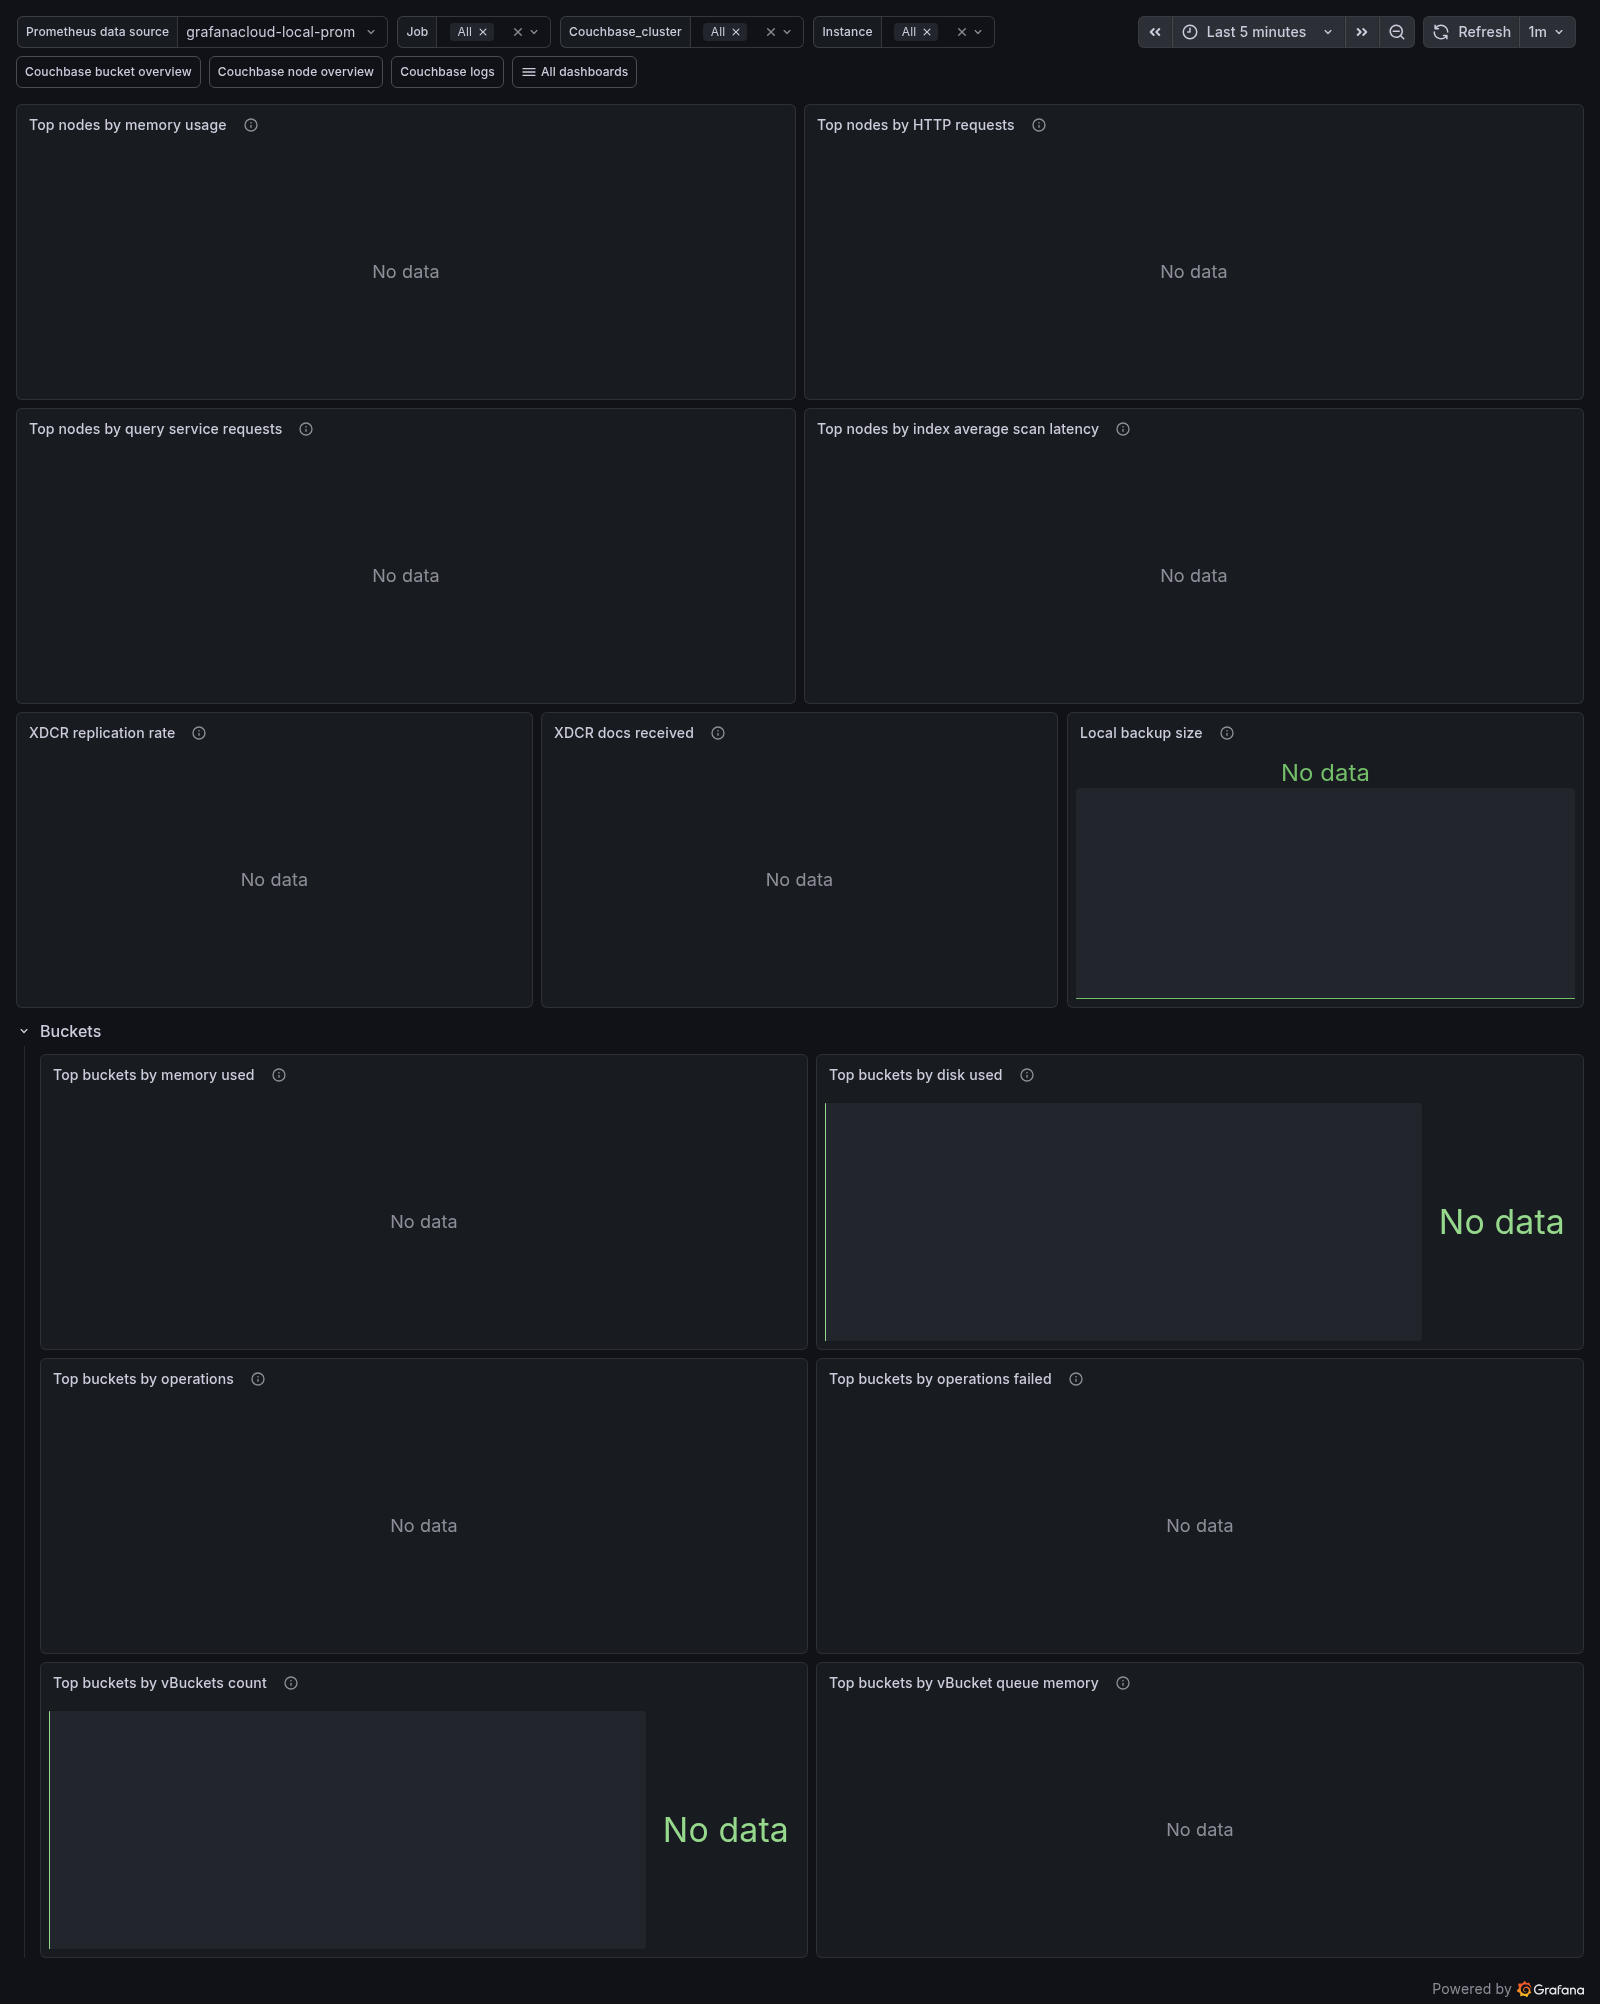 Prometheus data source grafanacloud-local-prom Job All Couchbase_cluster All Instance All Last 5 minutes Refresh 1m
Couchbase bucket overview Couchbase node overview Couchbase logs All dashboards
Top nodes by memory usage Top nodes by HTTP requests
No data No data
Top nodes by query service requests Top nodes by index average scan latency
No data No data
XDCR replication rate XDCR docs received Local backup size
No data
No data No data
Buckets
Top buckets by memory used Top buckets by disk used
No data No data
Top buckets by operations Top buckets by operations failed
No data No data
Top buckets by vBuckets count Top buckets by vBucket queue memory
No data No data
Powered by Grafana